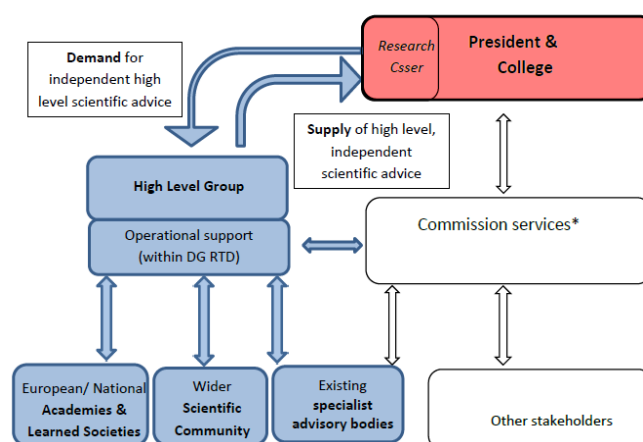 Demand for
independent high
level scientific advice
Research
Csser
President &
College
Supply of high level,
independent
scientific advice
High Level Group
Operational support
(within DG RTD)
Commission services*
European/ National
Academies &
Learned Societies
Wider
Scientific
Community
Existing
specialist
advisory bodies
Other stakeholders